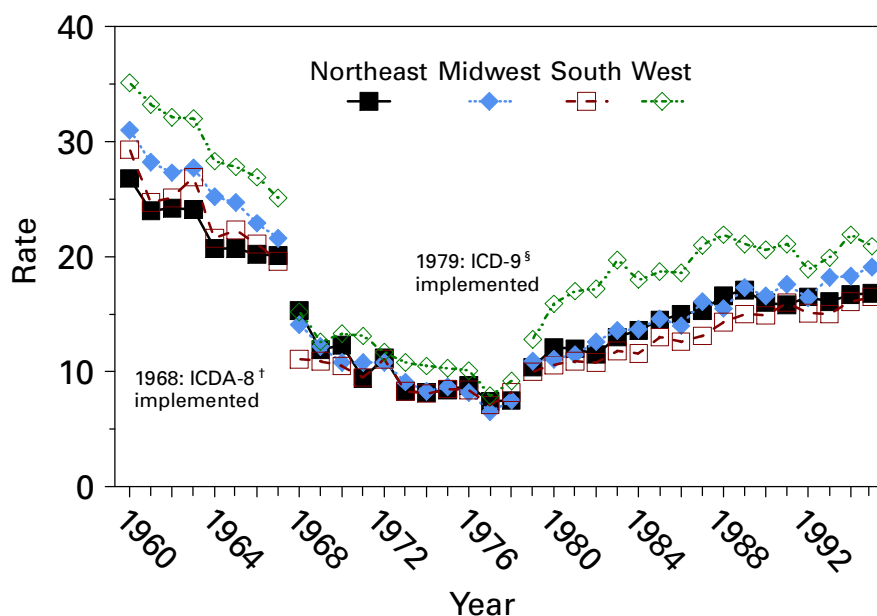 40
30
20
10
0
Rate
Northeast Midwest South West
1979: ICD-9§
implemented
1968: ICDA-8†
implemented
1960 1964 1968 1972 1976 1980 1984 1988 1992
Year